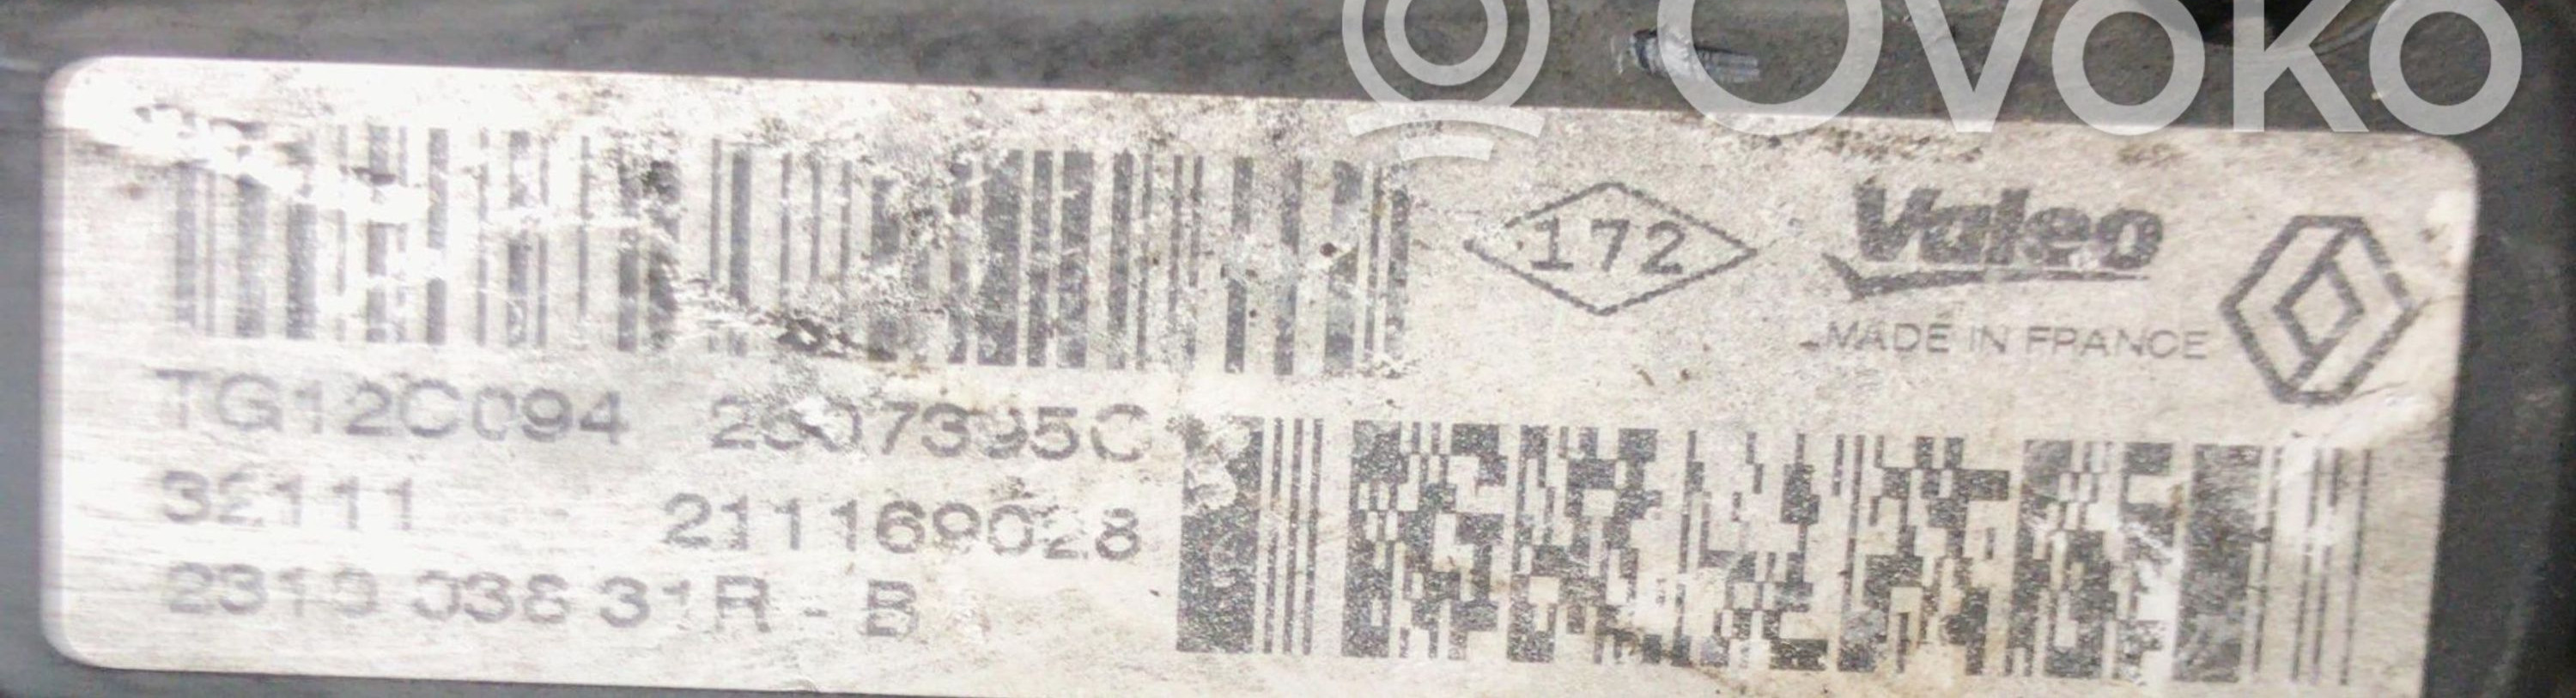 OVOKO
172
Valeo
MADE IN FRANCE
TG12C094 2607395C
32111 211169028
2310 038 31R - B